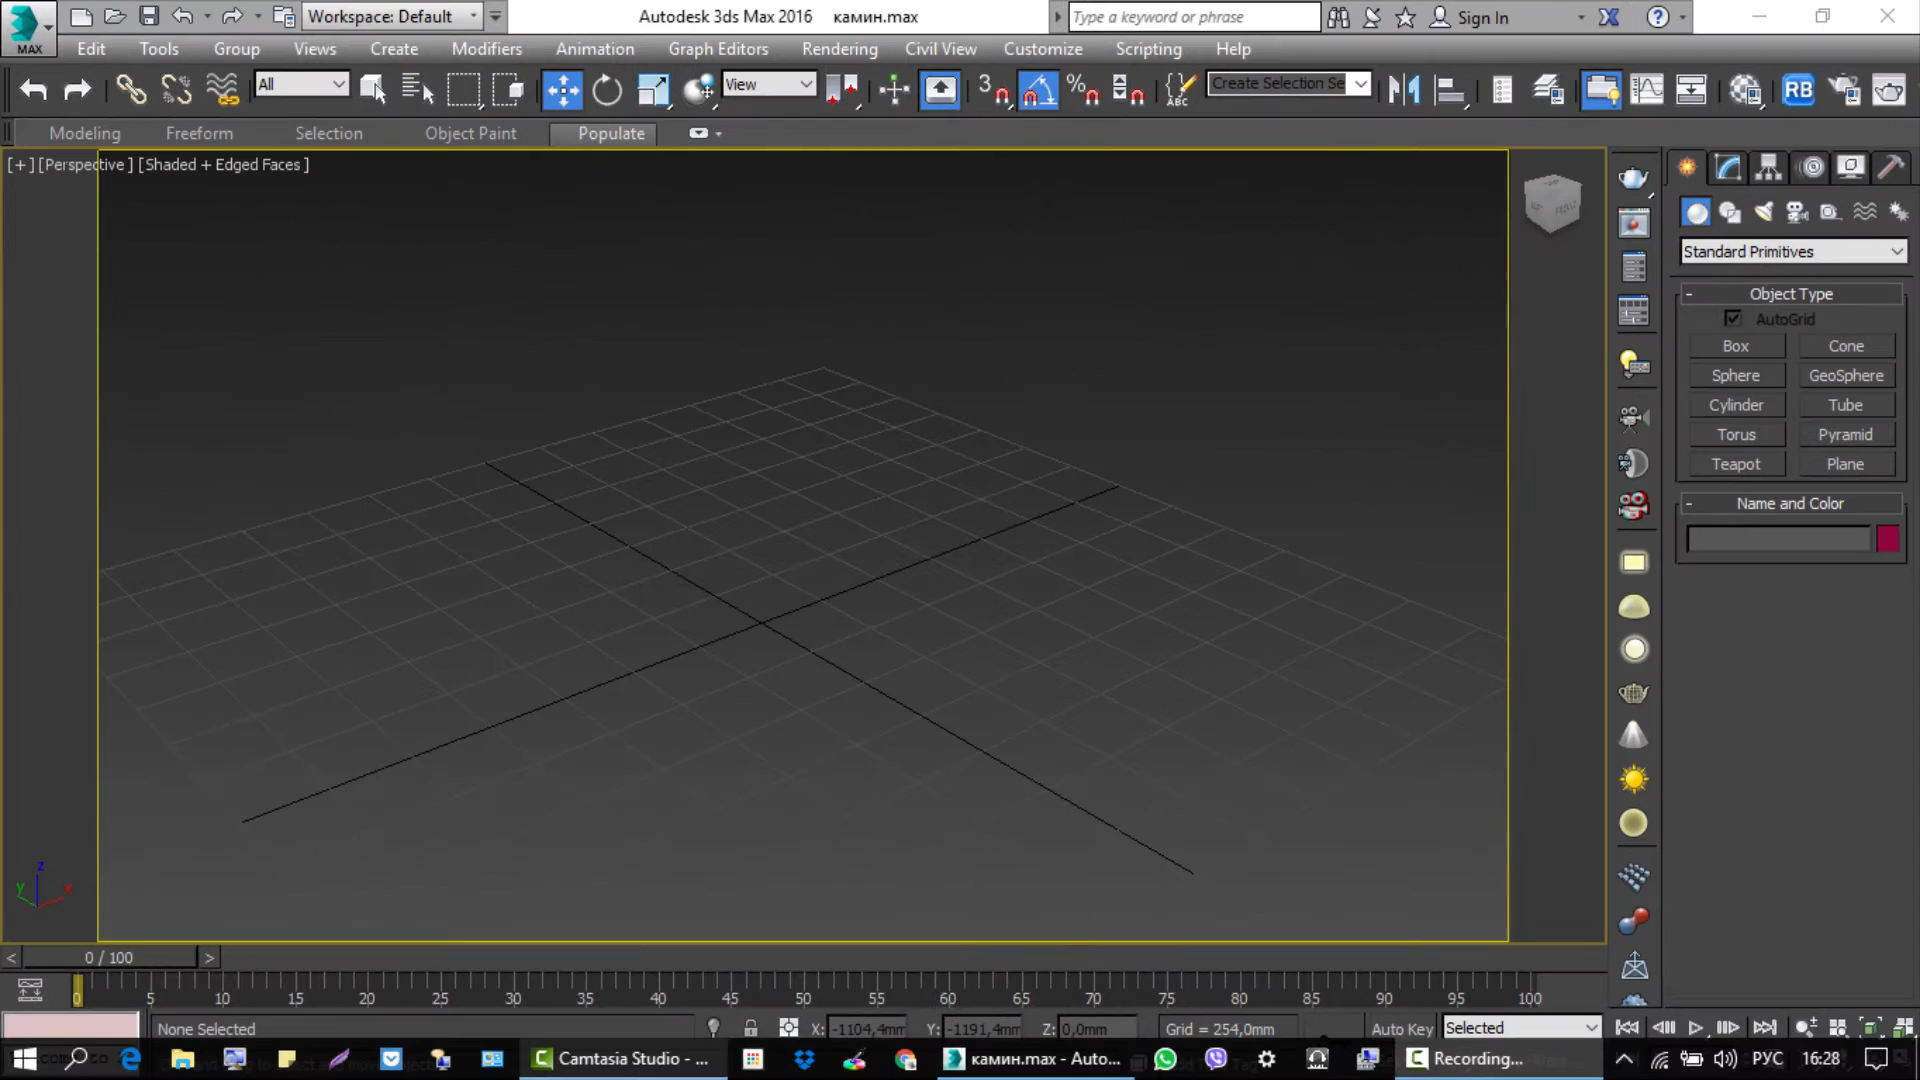 Workspace: Default
Autodesk 3ds Max 2016 камин.max
Type a keyword or phrase
Sign In
MAX
Edit Tools Group Views Create Modifiers Animation Graph Editors Rendering Civil View Customize Scripting Help
All
View
3
%
ABC
Create Selection Se
RB
Modeling Freeform Selection Object Paint Populate
[+] [Perspective] [Shaded + Edged Faces]
Standard Primitives
- Object Type
AutoGrid
Box Cone
Sphere GeoSphere
Cylinder Tube
Torus Pyramid
Teapot Plane
- Name and Color
z
y
x
< 0 / 100 >
0 5 10 15 20 25 30 35 40 45 50 55 60 65 70 75 80 85 90 95 100
None Selected
X: -1104,4mm Y: -1191,4mm Z: 0,0mm Grid = 254,0mm Auto Key Selected
Camtasia Studio - ...
камин.max - Auto...
Recording...
РУС 16:28